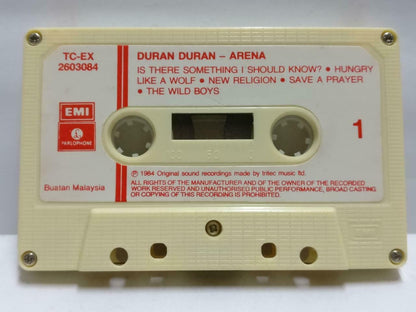 TC-EX
2603084
DURAN DURAN – ARENA
IS THERE SOMETHING I SHOULD KNOW? • HUNGRY
LIKE A WOLF • NEW RELIGION • SAVE A PRAYER
• THE WILD BOYS
EMI
PARLOPHONE
1
Buatan Malaysia
Ⓟ 1984 Original sound recordings made by tritec music ltd.
ALL RIGHTS OF THE MANUFACTURER AND OF THE OWNER OF THE RECORDED
WORK RESERVED AND UNAUTHORISED PUBLIC PERFORMANCE, BROAD CASTING
OR COPYING OF THIS RECORDING IS PROHIBITED.